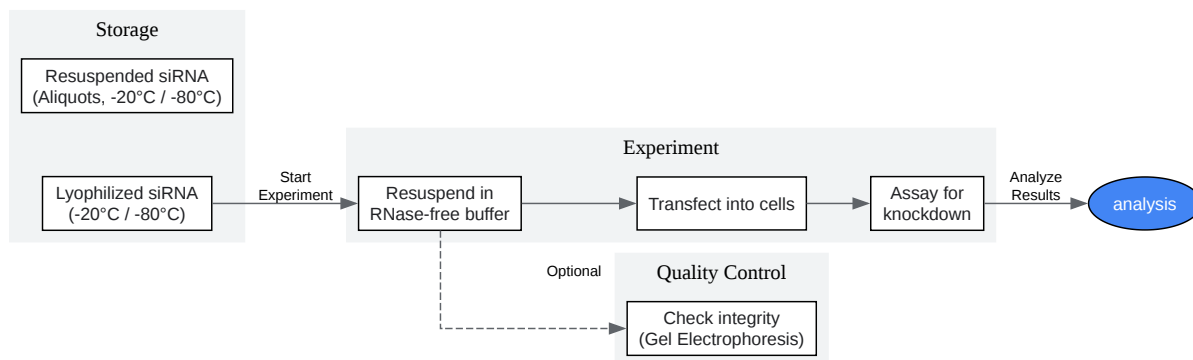 Storage
Resuspended siRNA
(Aliquots, -20°C / -80°C)
Lyophilized siRNA
(-20°C / -80°C)
Start
Experiment
Experiment
Resuspend in
RNase-free buffer
Transfect into cells
Assay for
knockdown
Analyze
Results
analysis
Optional
Quality Control
Check integrity
(Gel Electrophoresis)